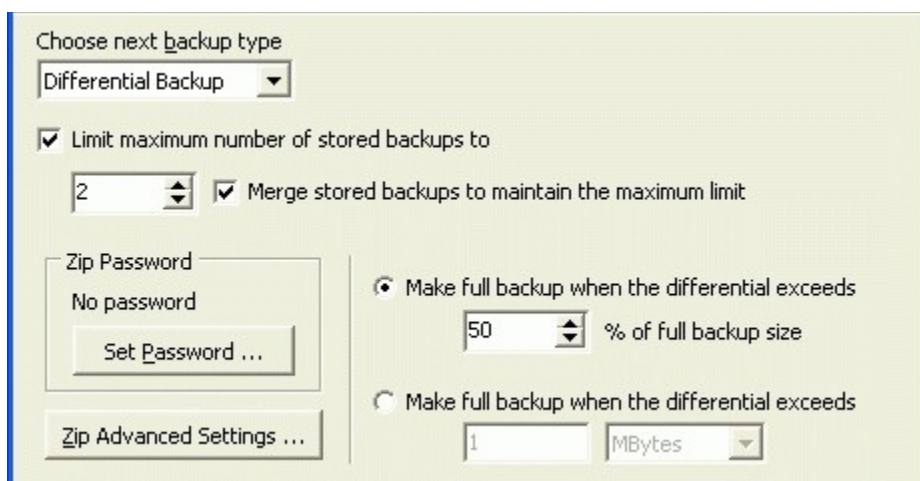 Choose next backup type
Differential Backup
Limit maximum number of stored backups to
2 Merge stored backups to maintain the maximum limit
Zip Password
No password
Set Password ...
Zip Advanced Settings ...
Make full backup when the differential exceeds
50 % of full backup size
Make full backup when the differential exceeds
1 MBytes